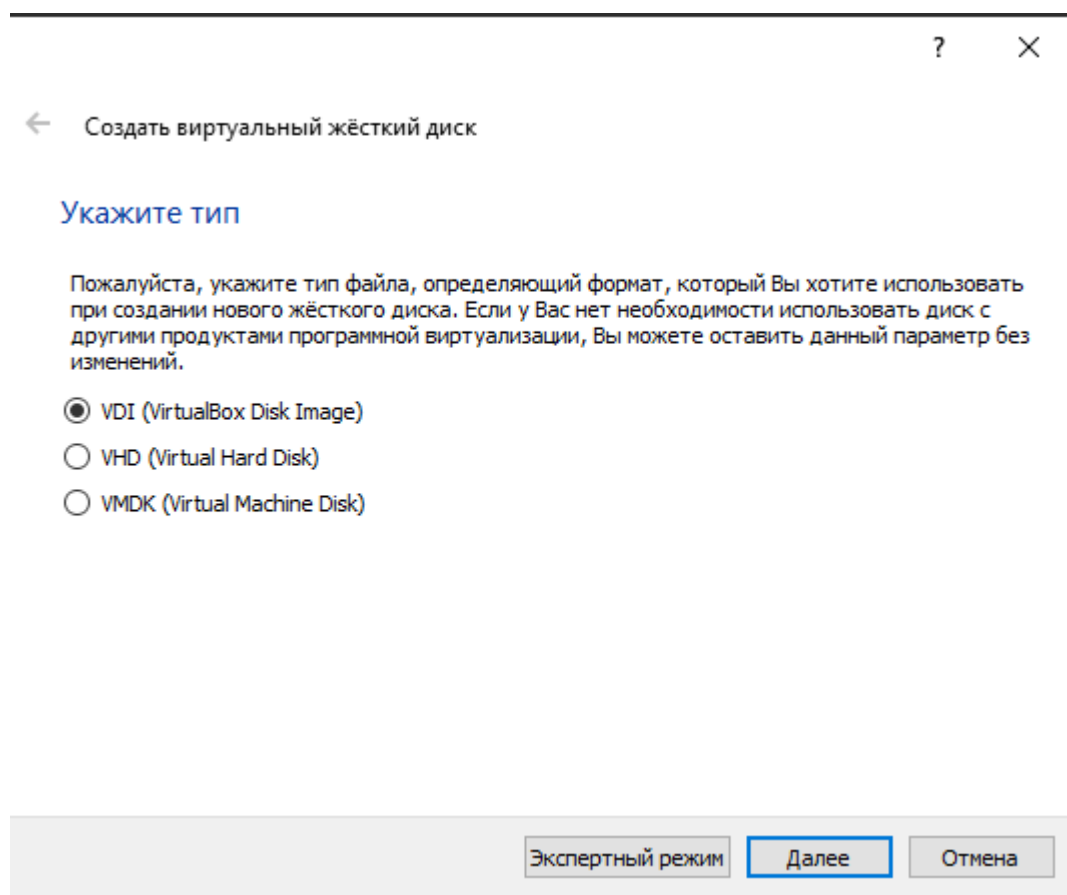 ?
Создать виртуальный жёсткий диск
Укажите тип
Пожалуйста, укажите тип файла, определяющий формат, который Вы хотите использовать
при создании нового жёсткого диска. Если у Вас нет необходимости использовать диск с
другими продуктами программной виртуализации, Вы можете оставить данный параметр без
изменений.
VDI (VirtualBox Disk Image)
VHD (Virtual Hard Disk)
VMDK (Virtual Machine Disk)
Экспертный режим Далее Отмена